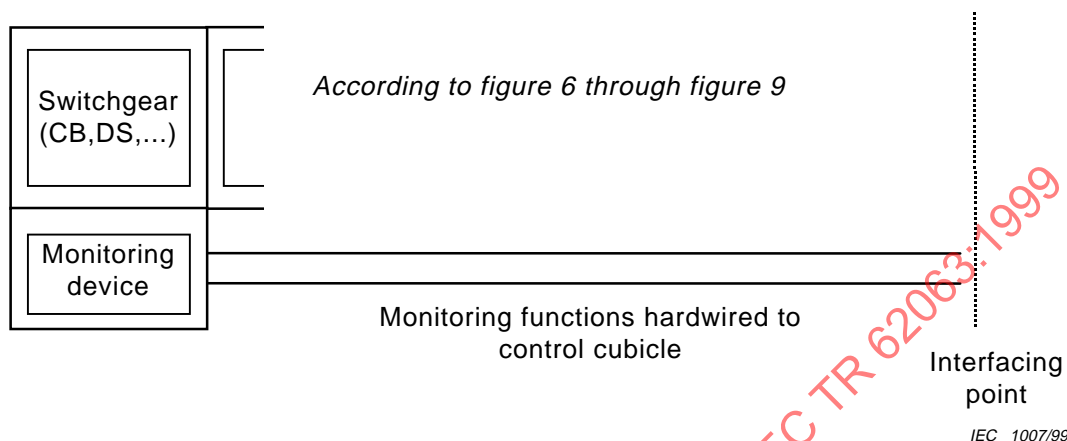 According to figure 6 through figure 9
Switchgear
(CB,DS,...)
Monitoring
device
Monitoring functions hardwired to
control cubicle
Interfacing
point
IEC 1007/99
TR 62063:1999